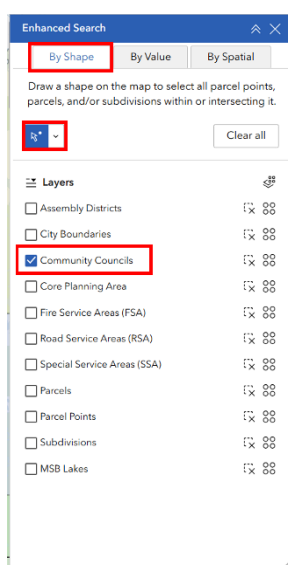 Enhanced Search
By Shape By Value By Spatial
Draw a shape on the map to select all parcel points,
parcels, and/or subdivisions within or intersecting it.
Clear all
Layers
Assembly Districts
City Boundaries
Community Councils
Core Planning Area
Fire Service Areas (FSA)
Road Service Areas (RSA)
Special Service Areas (SSA)
Parcels
Parcel Points
Subdivisions
MSB Lakes